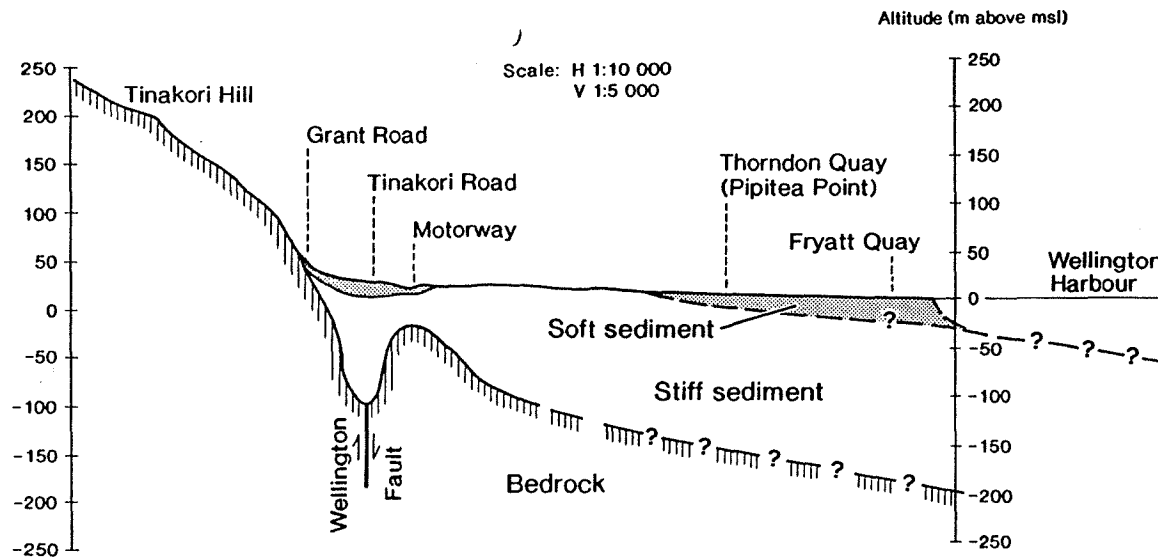 Altitude (m above msl)
Scale: H 1:10 000
V 1:5 000
250
200
150
100
50
0
-50
-100
-150
-200
-250
Tinakori Hill
Grant Road
Tinakori Road
Motorway
Thorndon Quay
(Pipitea Point)
Fryatt Quay
Wellington
Harbour
Soft sediment
Stiff sediment
Bedrock
Wellington
Fault
?
?
?
?
?
?
?
?
?
250
200
150
100
50
0
-50
-100
-150
-200
-250